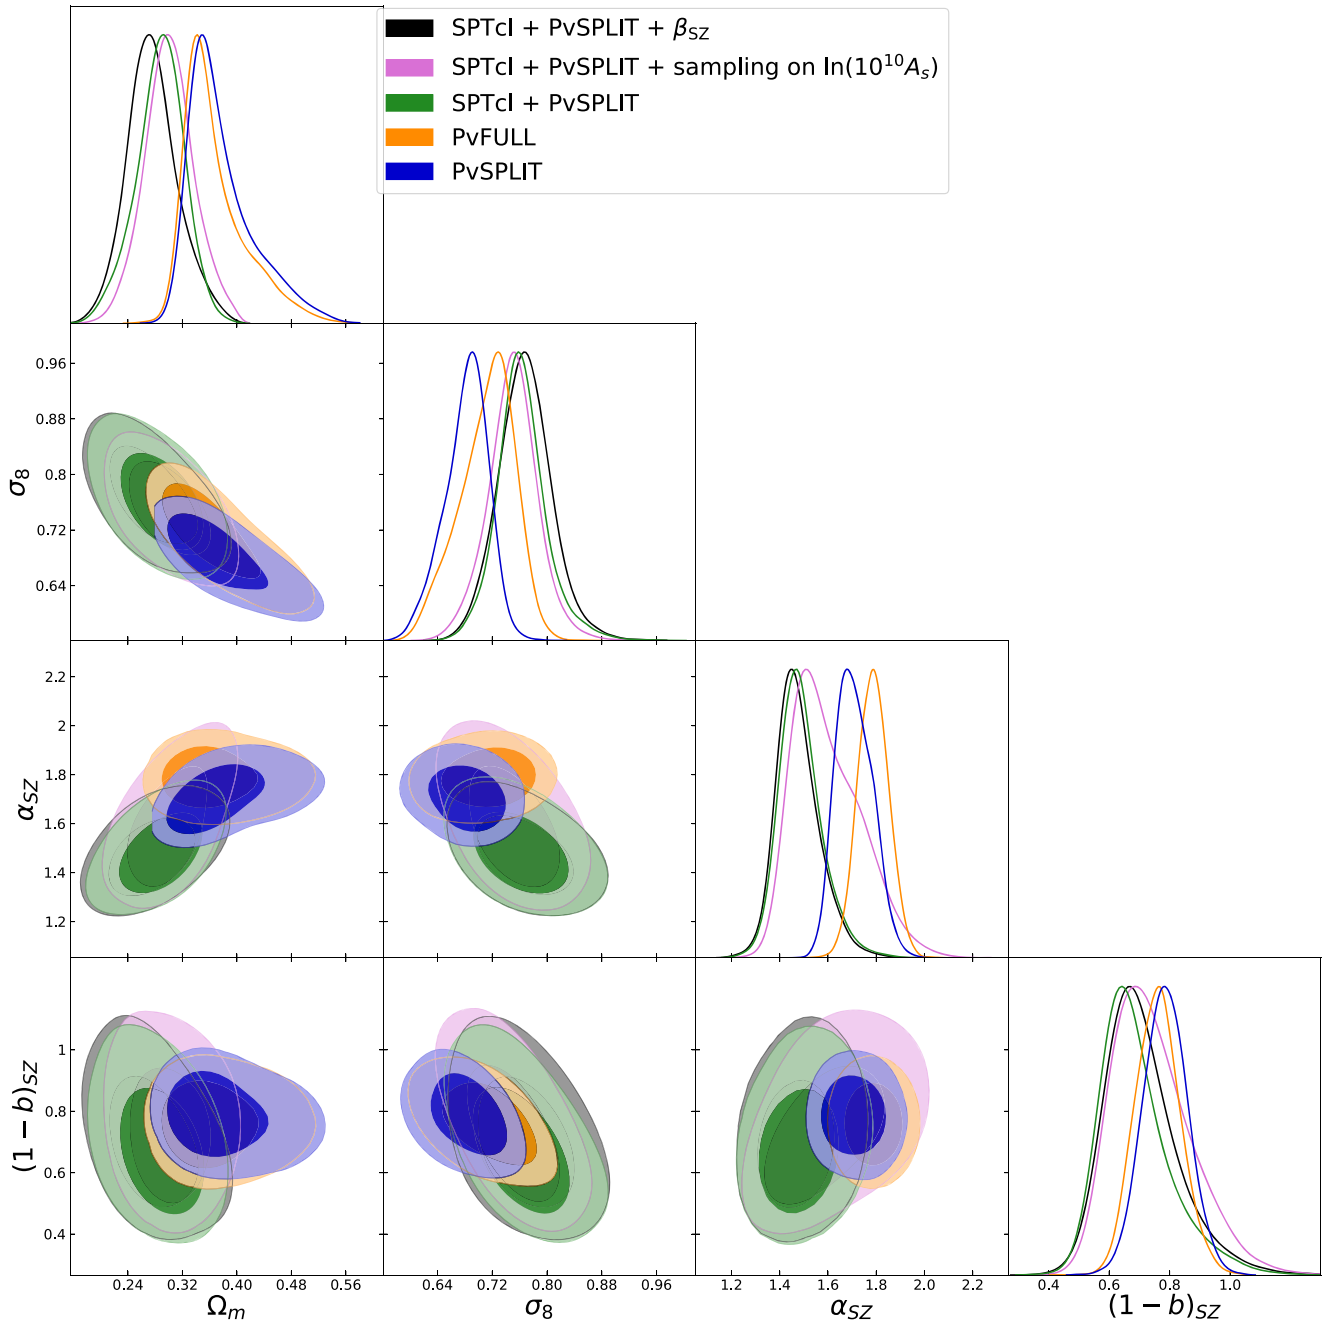 SPTcl + PvSPLIT + β_SZ
SPTcl + PvSPLIT + sampling on ln(10^10 A_s)
SPTcl + PvSPLIT
PvFULL
PvSPLIT
0.96
0.88
0.8
0.72
0.64
σ_8
2.2
2
1.8
1.6
1.4
1.2
α_SZ
1
0.8
0.6
0.4
(1 − b)_SZ
0.24 0.32 0.40 0.48 0.56
Ω_m
0.64 0.72 0.80 0.88 0.96
σ_8
1.2 1.4 1.6 1.8 2.0 2.2
α_SZ
0.4 0.6 0.8 1.0
(1 − b)_SZ